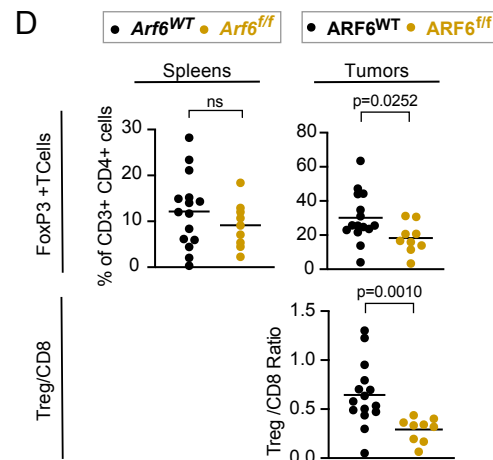 D
Arf6WT Arf6f/f
ARF6WT ARF6f/f
Spleens
Tumors
FoxP3 +TCells
% of CD3+ CD4+ cells
ns
30
20
10
0
p=0.0252
80
60
40
20
0
Treg/CD8
Treg /CD8 Ratio
p=0.0010
1.5
1.0
0.5
0.0